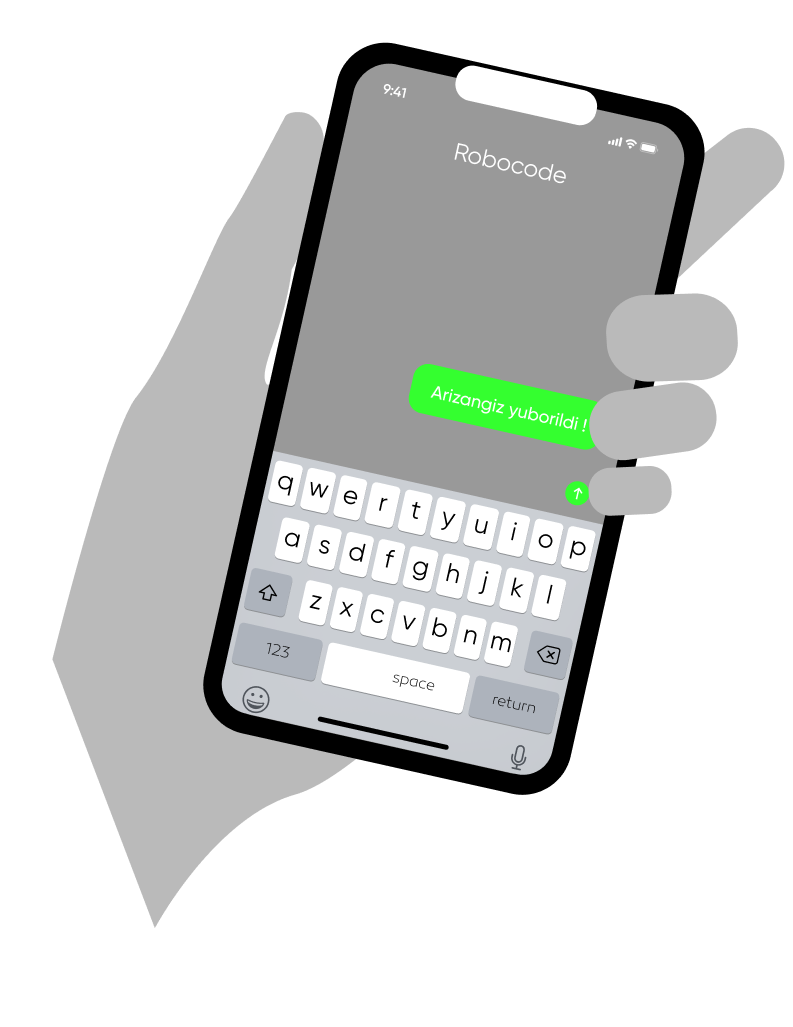 9:41
Robocode
Arizangiz yuborildi !
q w e r t y u i o p
a s d f g h j k l
z x c v b n m
123 space return